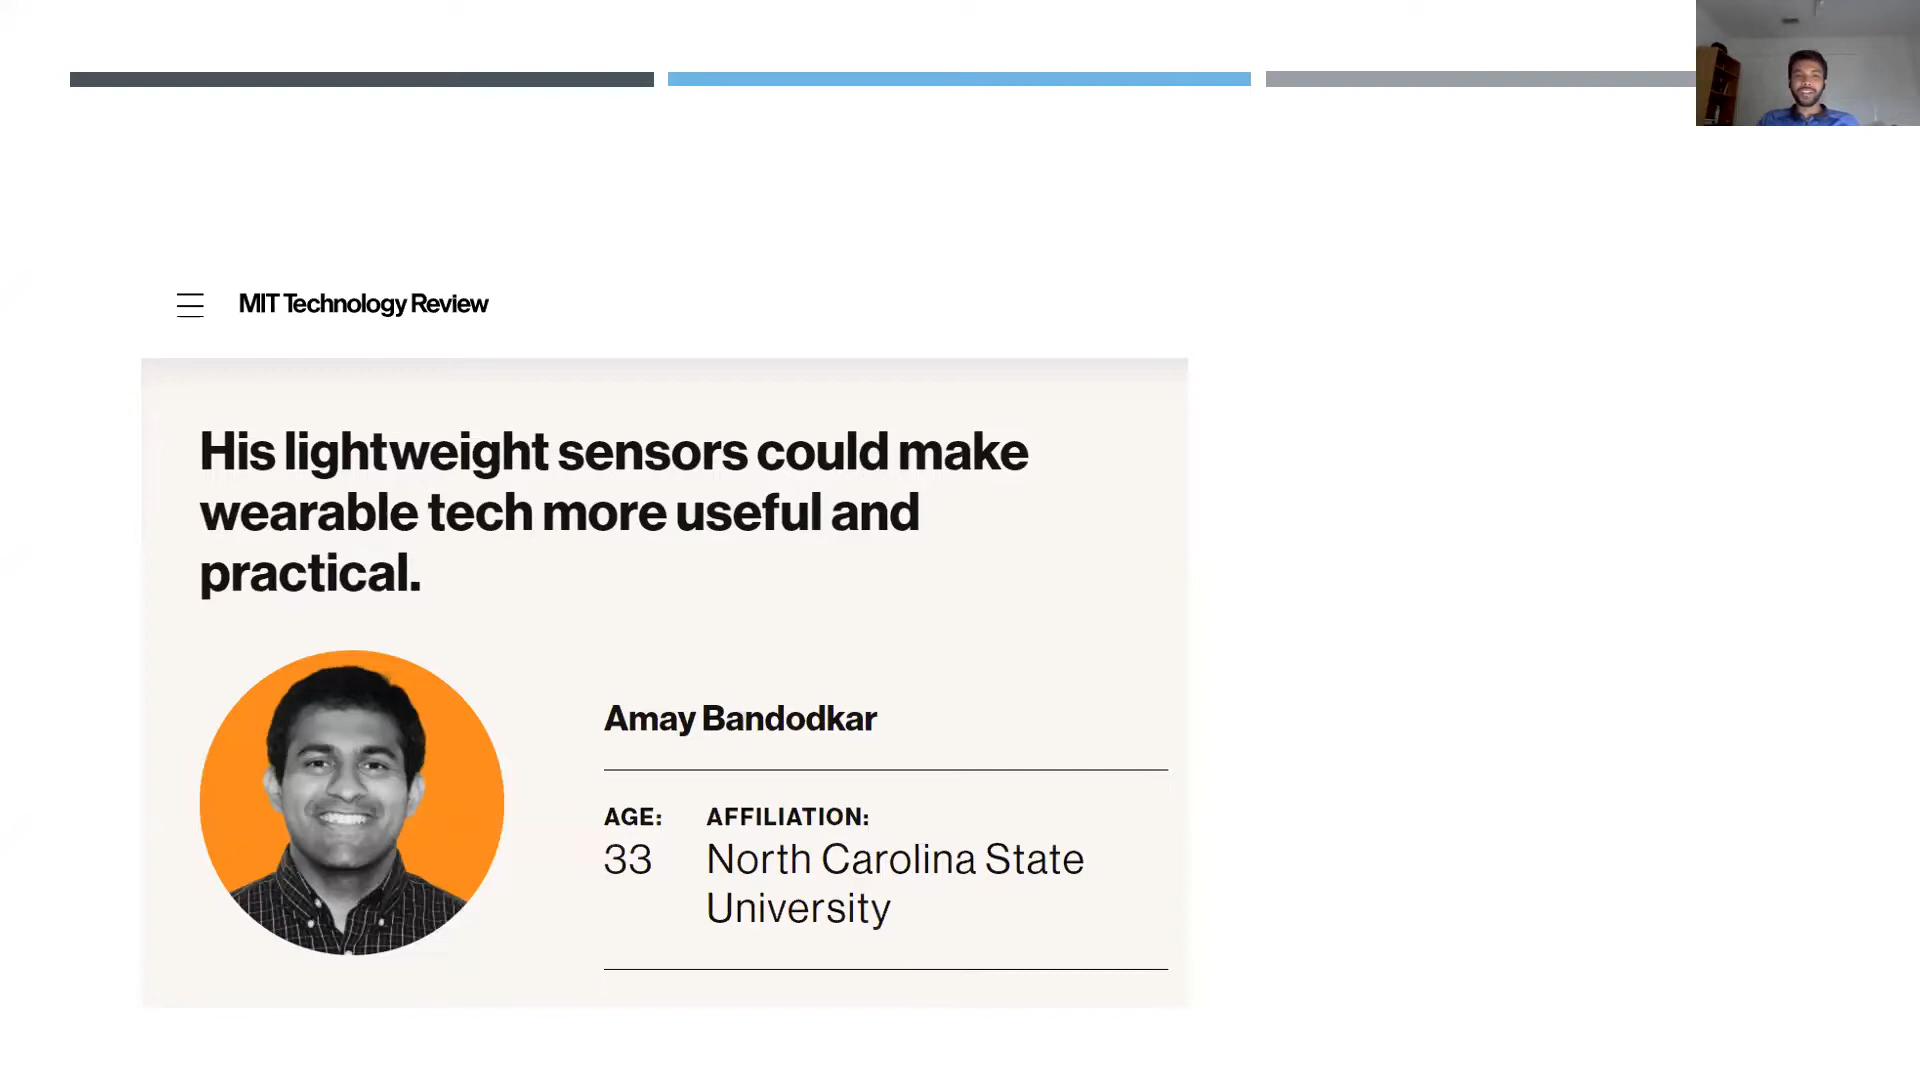 MIT Technology Review
His lightweight sensors could make
wearable tech more useful and
practical.
Amay Bandodkar
AGE:
33
AFFILIATION:
North Carolina State
University